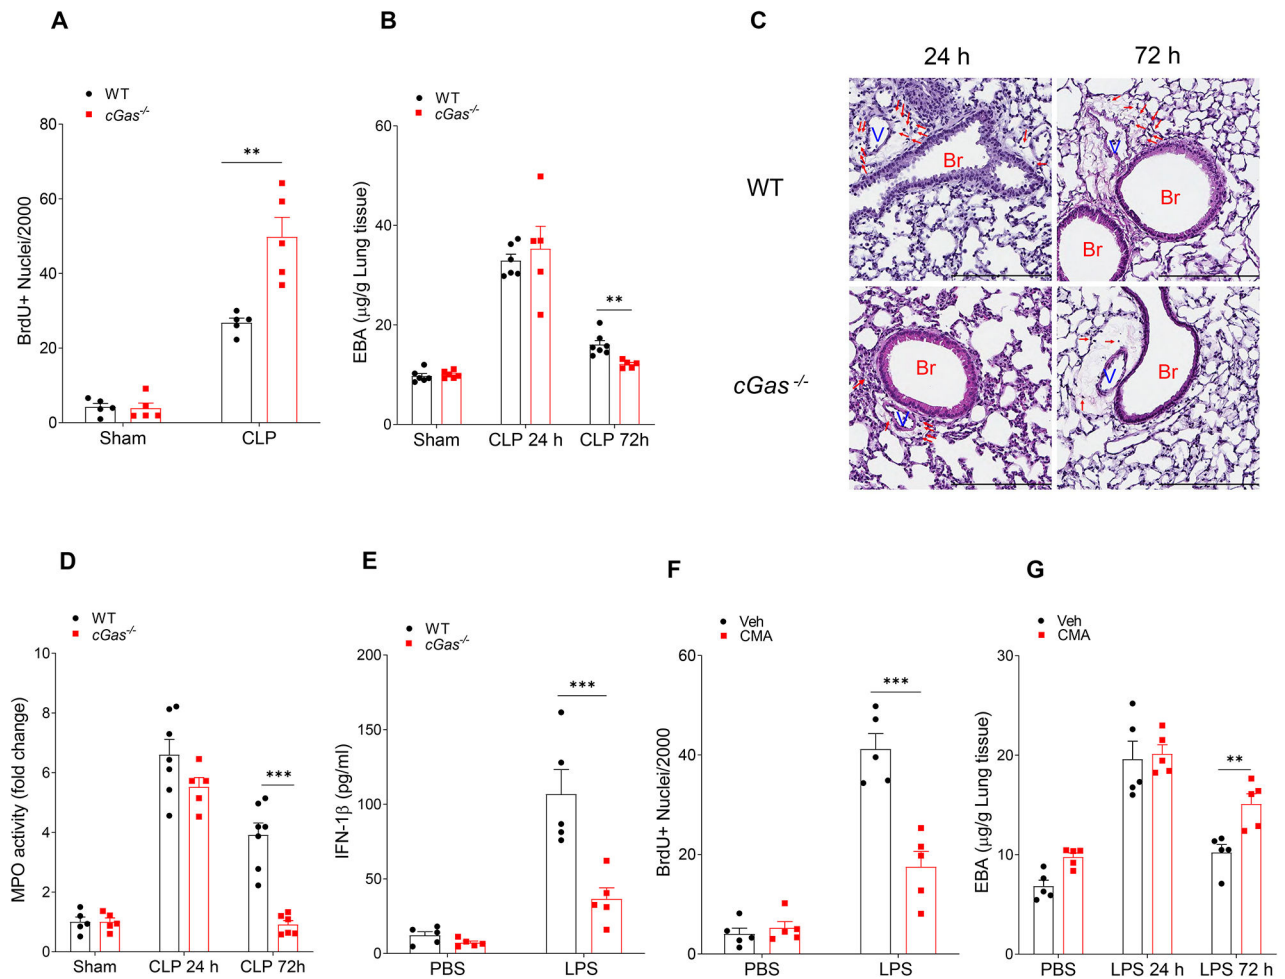 A
WT
cGas-/-
BrdU+ Nuclei/2000
80
60
40
20
0
**
Sham
CLP
B
WT
cGas-/-
EBA (µg/g Lung tissue)
60
40
20
0
**
Sham
CLP 24 h
CLP 72h
C
24 h
72 h
WT
V
Br
V
Br
Br
cGas -/-
Br
V
V
Br
D
WT
cGas-/-
MPO activity (fold change)
10
8
6
4
2
0
***
Sham
CLP 24 h
CLP 72h
E
WT
cGas-/-
IFN-1β (pg/ml)
200
150
100
50
0
***
PBS
LPS
F
Veh
CMA
BrdU+ Nuclei/2000
60
40
20
0
***
PBS
LPS
G
Veh
CMA
EBA (µg/g Lung tissue)
30
20
10
0
**
PBS
LPS 24 h
LPS 72 h